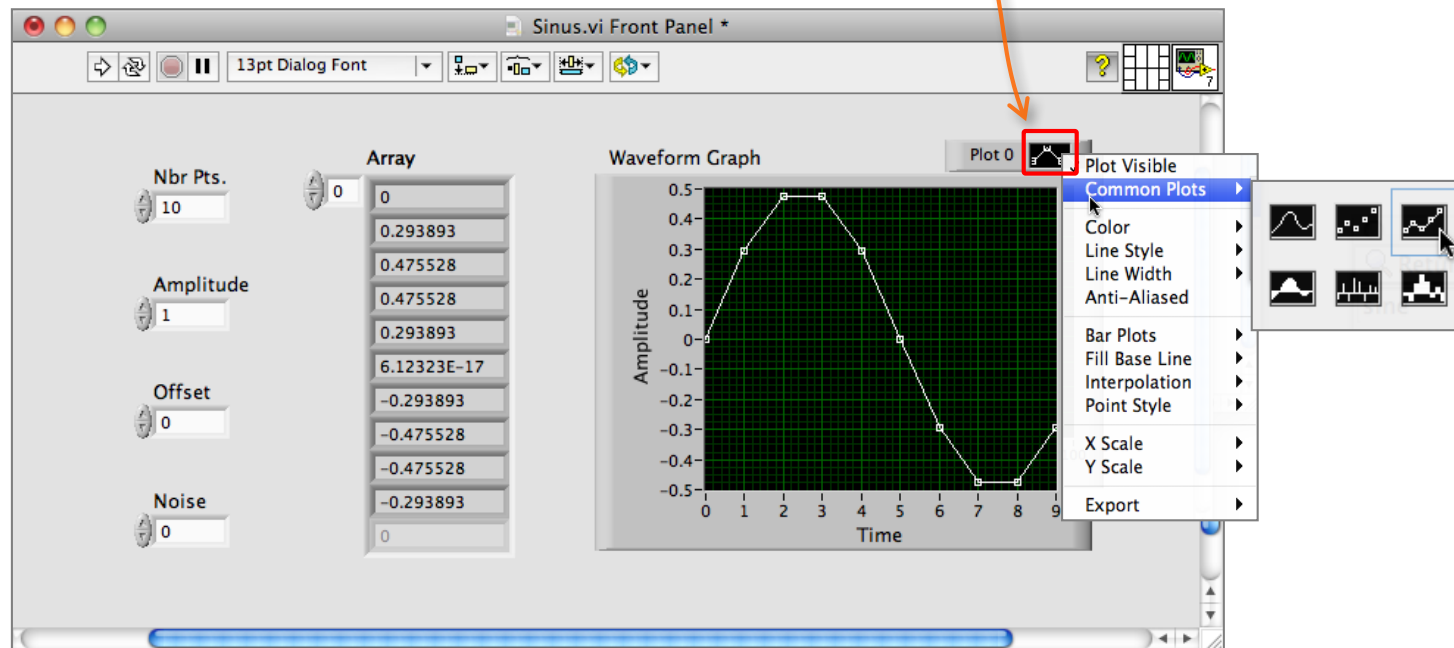 Sinus.vi Front Panel *
13pt Dialog Font
?
7
Nbr Pts.
10
Amplitude
1
Offset
0
Noise
0
Array
0
0
0.293893
0.475528
0.475528
0.293893
6.12323E-17
-0.293893
-0.475528
-0.475528
-0.293893
0
Waveform Graph
Plot 0
Amplitude
0.5
0.4
0.3
0.2
0.1
0
-0.1
-0.2
-0.3
-0.4
-0.5
0 1 2 3 4 5 6 7 8 9
Time
✓ Plot Visible
Common Plots
Color
Line Style
Line Width
Anti-Aliased
Bar Plots
Fill Base Line
Interpolation
Point Style
X Scale
Y Scale
Export
sine